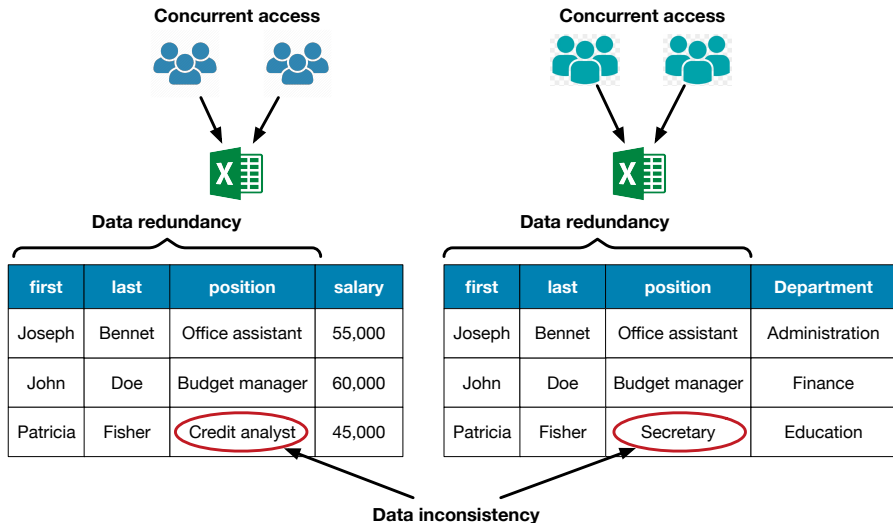 Concurrent access
Concurrent access
X
X
Data redundancy
Data redundancy
first last position salary
Joseph Bennet Office assistant 55,000
John Doe Budget manager 60,000
Patricia Fisher Credit analyst 45,000
first last position Department
Joseph Bennet Office assistant Administration
John Doe Budget manager Finance
Patricia Fisher Secretary Education
Data inconsistency